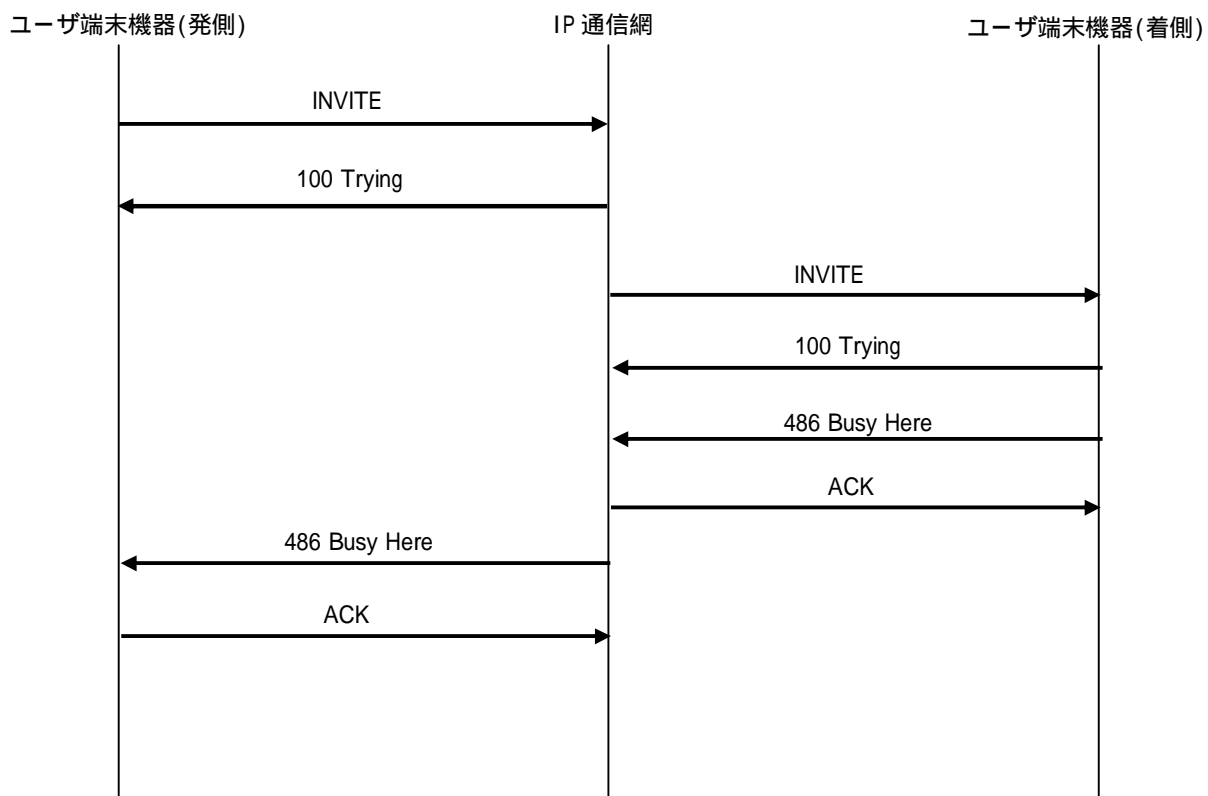 ユーザ端末機器(発側)
IP 通信網
ユーザ端末機器(着側)
INVITE
100 Trying
INVITE
100 Trying
486 Busy Here
ACK
486 Busy Here
ACK